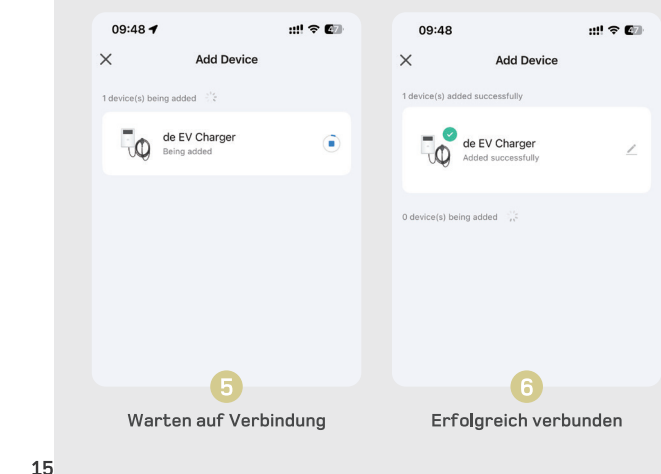 09:48
47
Add Device
1 device(s) being added
de EV Charger
Being added
5
Warten auf Verbindung
09:48
47
Add Device
1 device(s) added successfully
de EV Charger
Added successfully
0 device(s) being added
6
Erfolgreich verbunden
15